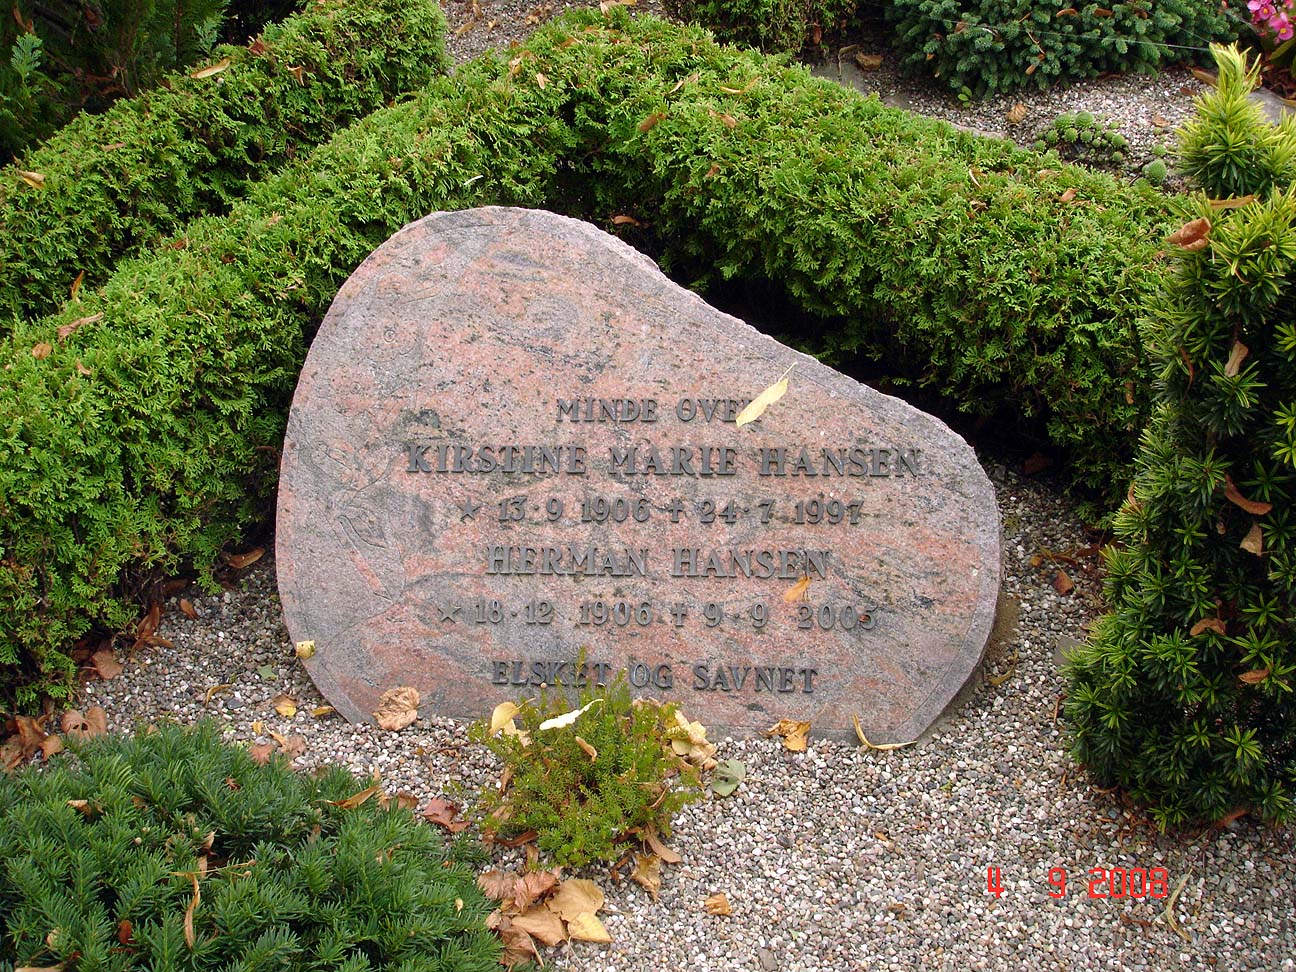 MINDE OVER
KIRSTINE MARIE HANSEN
★ 13·9 1906 ✝ 24·7 1997
HERMAN HANSEN
★ 18·12 1906 ✝ 9·9 2005
ELSKET OG SAVNET
4 9 2008